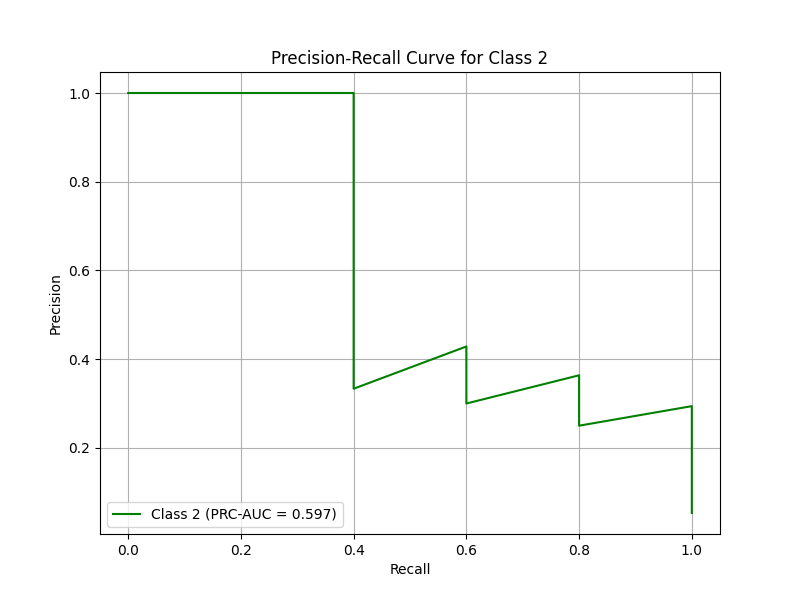 Precision-Recall Curve for Class 2
1.0
0.8
0.6
0.4
0.2
Precision
Class 2 (PRC-AUC = 0.597)
0.0 0.2 0.4 0.6 0.8 1.0
Recall